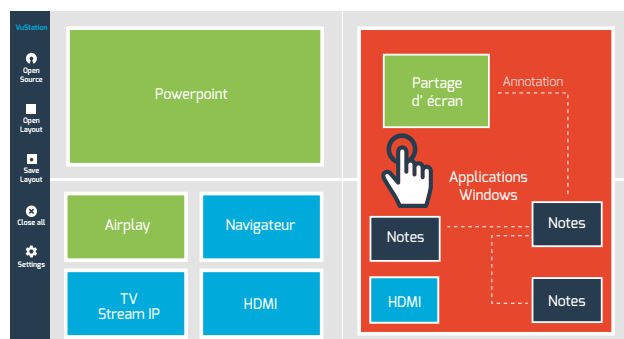 VuStation
Open
Source
Open
Layout
Save
Layout
Close all
Settings
Powerpoint
Airplay
Navigateur
TV
Stream IP
HDMI
Partage
d' écran
Annotation
Applications
Windows
Notes
Notes
HDMI
Notes